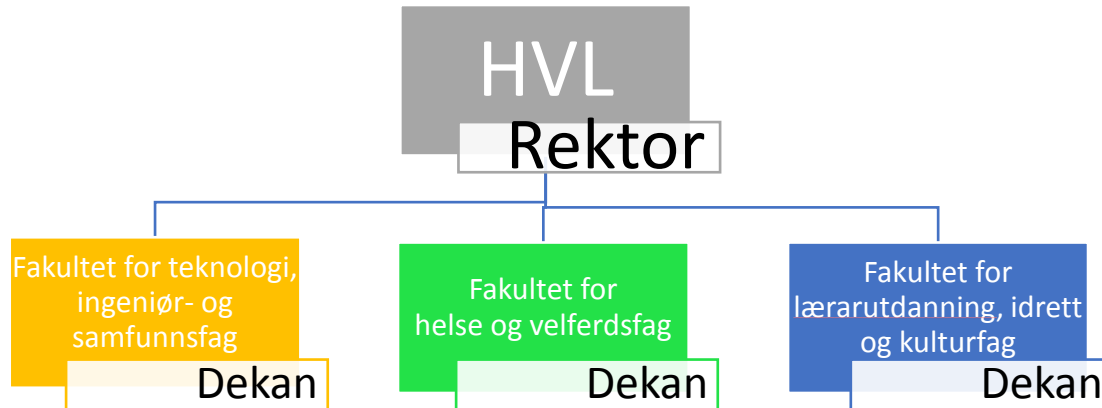 HVL
Rektor
Fakultet for teknologi,
ingeniør- og
samfunnsfag
Dekan
Fakultet for
helse og velferdsfag
Dekan
Fakultet for
lærarutdanning, idrett
og kulturfag
Dekan